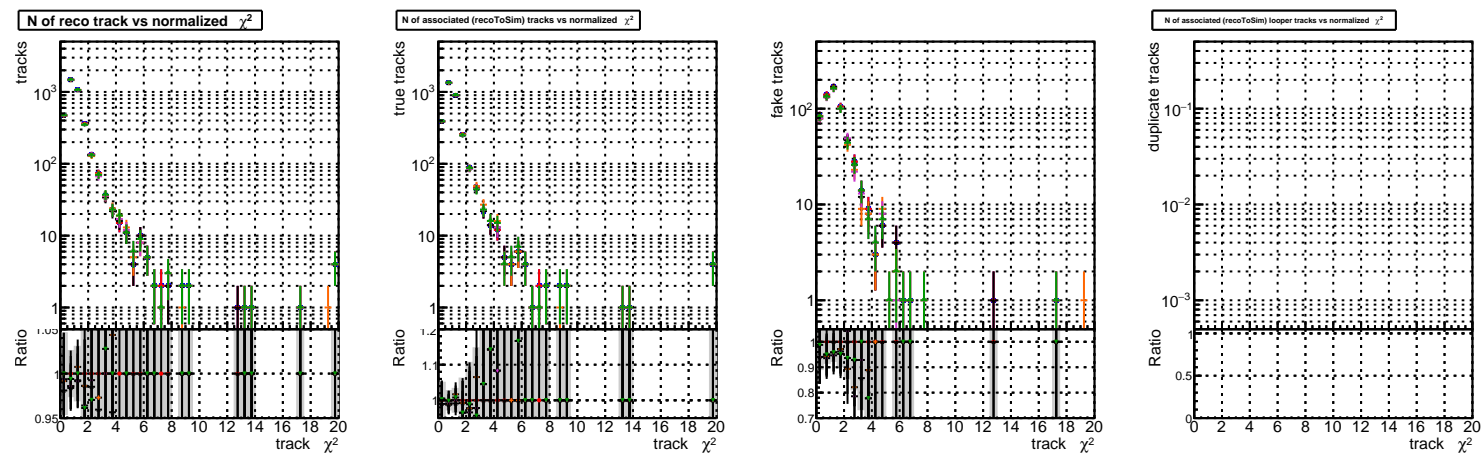 N of reco track vs normalized χ²
tracks
10³
10²
10
1
Ratio
1.05
1
0.95
0 2 4 6 8 10 12 14 16 18 20
track χ²
N of associated (recoToSim) tracks vs normalized χ²
true tracks
10³
10²
10
1
Ratio
1.2
1.1
1
0 2 4 6 8 10 12 14 16 18 20
track χ²
fake tracks
10²
10
1
Ratio
1
0.9
0.8
0.7
0 2 4 6 8 10 12 14 16 18 20
track χ²
N of associated (recoToSim) looper tracks vs normalized χ²
duplicate tracks
10⁻¹
10⁻²
10⁻³
Ratio
1
0.5
0
0 2 4 6 8 10 12 14 16 18 20
track χ²